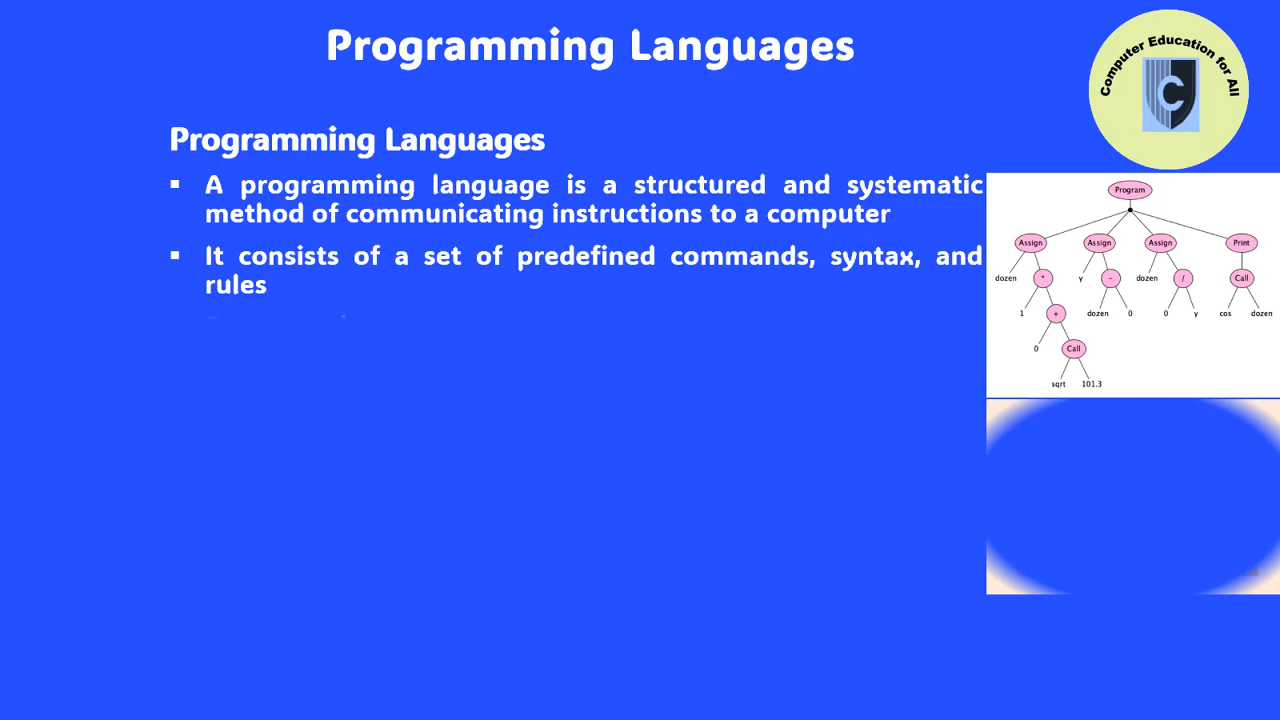 Programming Languages
Computer Education for All
C
Programming Languages
▪ A programming language is a structured and systematic
method of communicating instructions to a computer
▪ It consists of a set of predefined commands, syntax, and
rules
Program
Assign Assign Assign Print
dozen * y - dozen / Call
1 + dozen 0 0 y cos dozen
0 Call
sqrt 101.3